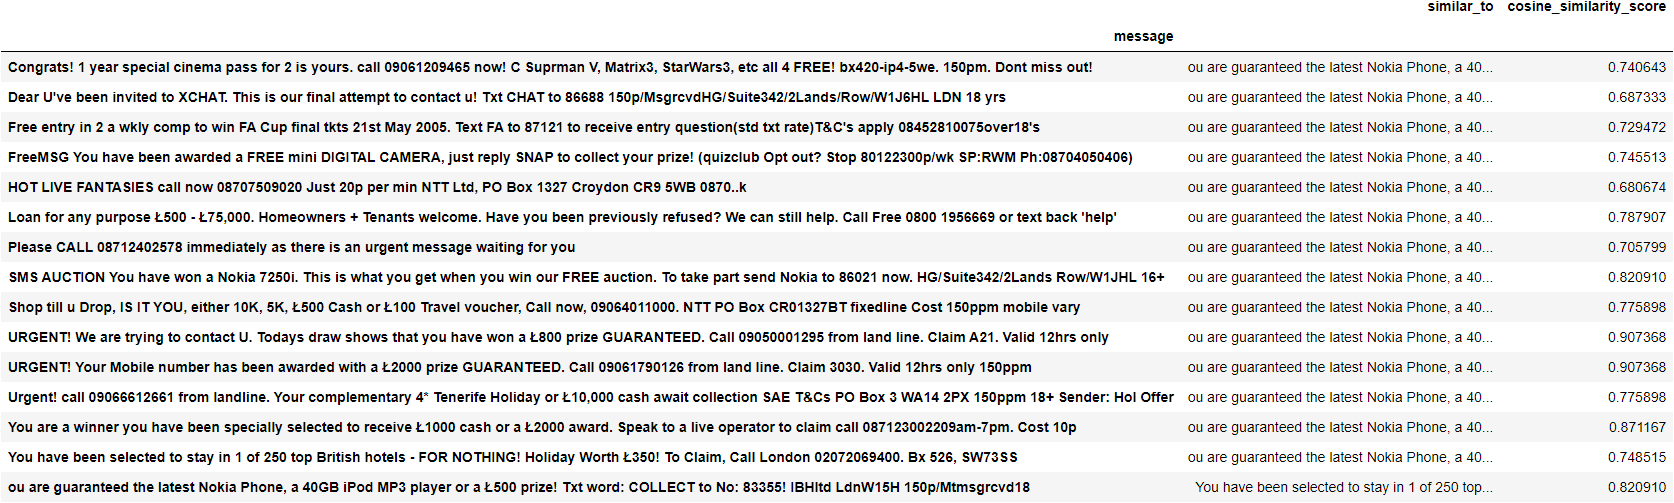 similar_to cosine_similarity_score
message
Congrats! 1 year special cinema pass for 2 is yours. call 09061209465 now! C Suprman V, Matrix3, StarWars3, etc all 4 FREE! bx420-ip4-5we. 150pm. Dont miss out! ou are guaranteed the latest Nokia Phone, a 40... 0.740643
Dear U've been invited to XCHAT. This is our final attempt to contact u! Txt CHAT to 86688 150p/MsgrcvdHG/Suite342/2Lands/Row/W1J6HL LDN 18 yrs ou are guaranteed the latest Nokia Phone, a 40... 0.687333
Free entry in 2 a wkly comp to win FA Cup final tkts 21st May 2005. Text FA to 87121 to receive entry question(std txt rate)T&C's apply 08452810075over18's ou are guaranteed the latest Nokia Phone, a 40... 0.729472
FreeMSG You have been awarded a FREE mini DIGITAL CAMERA, just reply SNAP to collect your prize! (quizclub Opt out? Stop 80122300p/wk SP:RWM Ph:08704050406) ou are guaranteed the latest Nokia Phone, a 40... 0.745513
HOT LIVE FANTASIES call now 08707509020 Just 20p per min NTT Ltd, PO Box 1327 Croydon CR9 5WB 0870..k ou are guaranteed the latest Nokia Phone, a 40... 0.680674
Loan for any purpose Ł500 - Ł75,000. Homeowners + Tenants welcome. Have you been previously refused? We can still help. Call Free 0800 1956669 or text back 'help' ou are guaranteed the latest Nokia Phone, a 40... 0.787907
Please CALL 08712402578 immediately as there is an urgent message waiting for you ou are guaranteed the latest Nokia Phone, a 40... 0.705799
SMS AUCTION You have won a Nokia 7250i. This is what you get when you win our FREE auction. To take part send Nokia to 86021 now. HG/Suite342/2Lands Row/W1JHL 16+ ou are guaranteed the latest Nokia Phone, a 40... 0.820910
Shop till u Drop, IS IT YOU, either 10K, 5K, Ł500 Cash or Ł100 Travel voucher, Call now, 09064011000. NTT PO Box CR01327BT fixedline Cost 150ppm mobile vary ou are guaranteed the latest Nokia Phone, a 40... 0.775898
URGENT! We are trying to contact U. Todays draw shows that you have won a Ł800 prize GUARANTEED. Call 09050001295 from land line. Claim A21. Valid 12hrs only ou are guaranteed the latest Nokia Phone, a 40... 0.907368
URGENT! Your Mobile number has been awarded with a Ł2000 prize GUARANTEED. Call 09061790126 from land line. Claim 3030. Valid 12hrs only 150ppm ou are guaranteed the latest Nokia Phone, a 40... 0.907368
Urgent! call 09066612661 from landline. Your complementary 4* Tenerife Holiday or Ł10,000 cash await collection SAE T&Cs PO Box 3 WA14 2PX 150ppm 18+ Sender: Hol Offer ou are guaranteed the latest Nokia Phone, a 40... 0.775898
You are a winner you have been specially selected to receive Ł1000 cash or a Ł2000 award. Speak to a live operator to claim call 087123002209am-7pm. Cost 10p ou are guaranteed the latest Nokia Phone, a 40... 0.871167
You have been selected to stay in 1 of 250 top British hotels - FOR NOTHING! Holiday Worth Ł350! To Claim, Call London 02072069400. Bx 526, SW73SS ou are guaranteed the latest Nokia Phone, a 40... 0.748515
ou are guaranteed the latest Nokia Phone, a 40GB iPod MP3 player or a Ł500 prize! Txt word: COLLECT to No: 83355! IBHltd LdnW15H 150p/Mtmsgrcvd18 You have been selected to stay in 1 of 250 top... 0.820910